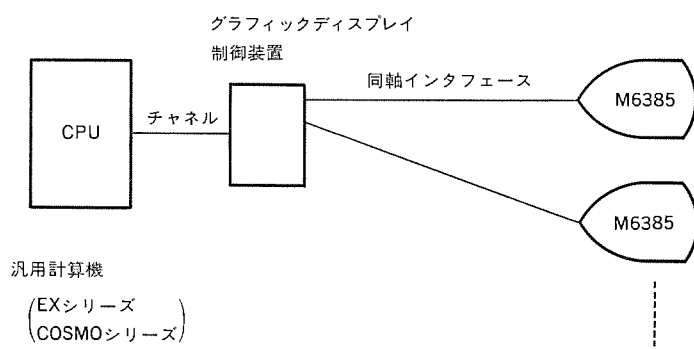 グラフィックディスプレイ
制御装置
同軸インタフェース
M6385
チャネル
CPU
M6385
汎用計算機
EXシリーズ
COSMOシリーズ